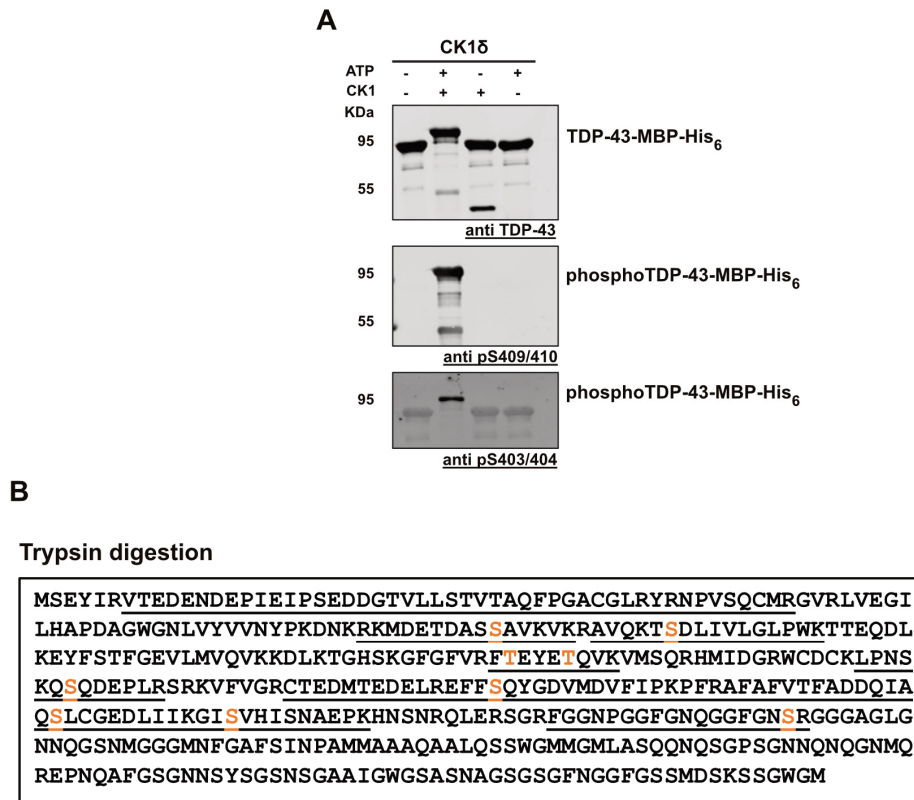 A
CK1δ
ATP - + - +
CK1 - + + -
KDa
95
TDP-43-MBP-His6
55
anti TDP-43
95
phosphoTDP-43-MBP-His6
55
anti pS409/410
95
phosphoTDP-43-MBP-His6
anti pS403/404
B
Trypsin digestion
MSEYIRVTEDENDEPIEIPSEDDGTVLLSTVTAQFPGACGLRYRNPVSQCMRGVRLVEGI
LHAPDAGWGNLVYVVNYPKDNKRKMDETDASSAVKVKRAVQKTSDLIVLGLPWKTTEQDL
KEYFSTFGEVLMVQVKKDLKTGHSKGFGFVRFTEYETQVKVMSQRHMIDGRWCDCKLPNS
KQSQDEPLRSRKVFVGRCTEDMTEDELREFFSQYGDVMDVFIPKPFRAFAFVTFADDQIA
QSLCGEDLIIKGISVHISNAEPKHNSNRQLERSGRFGGNPGGFGNQGGFGNSRGGGAGLG
NNQGSNMGGGMNFGAFSINPAMMAAAQAALQSSWGMMGMLASQQNQSGPSGNNQNQGNMQ
REPNQAFGSGNNSYSGSNSGAAIGWGSASNAGSGSGFNGGFGSSMDSKSSGWGM